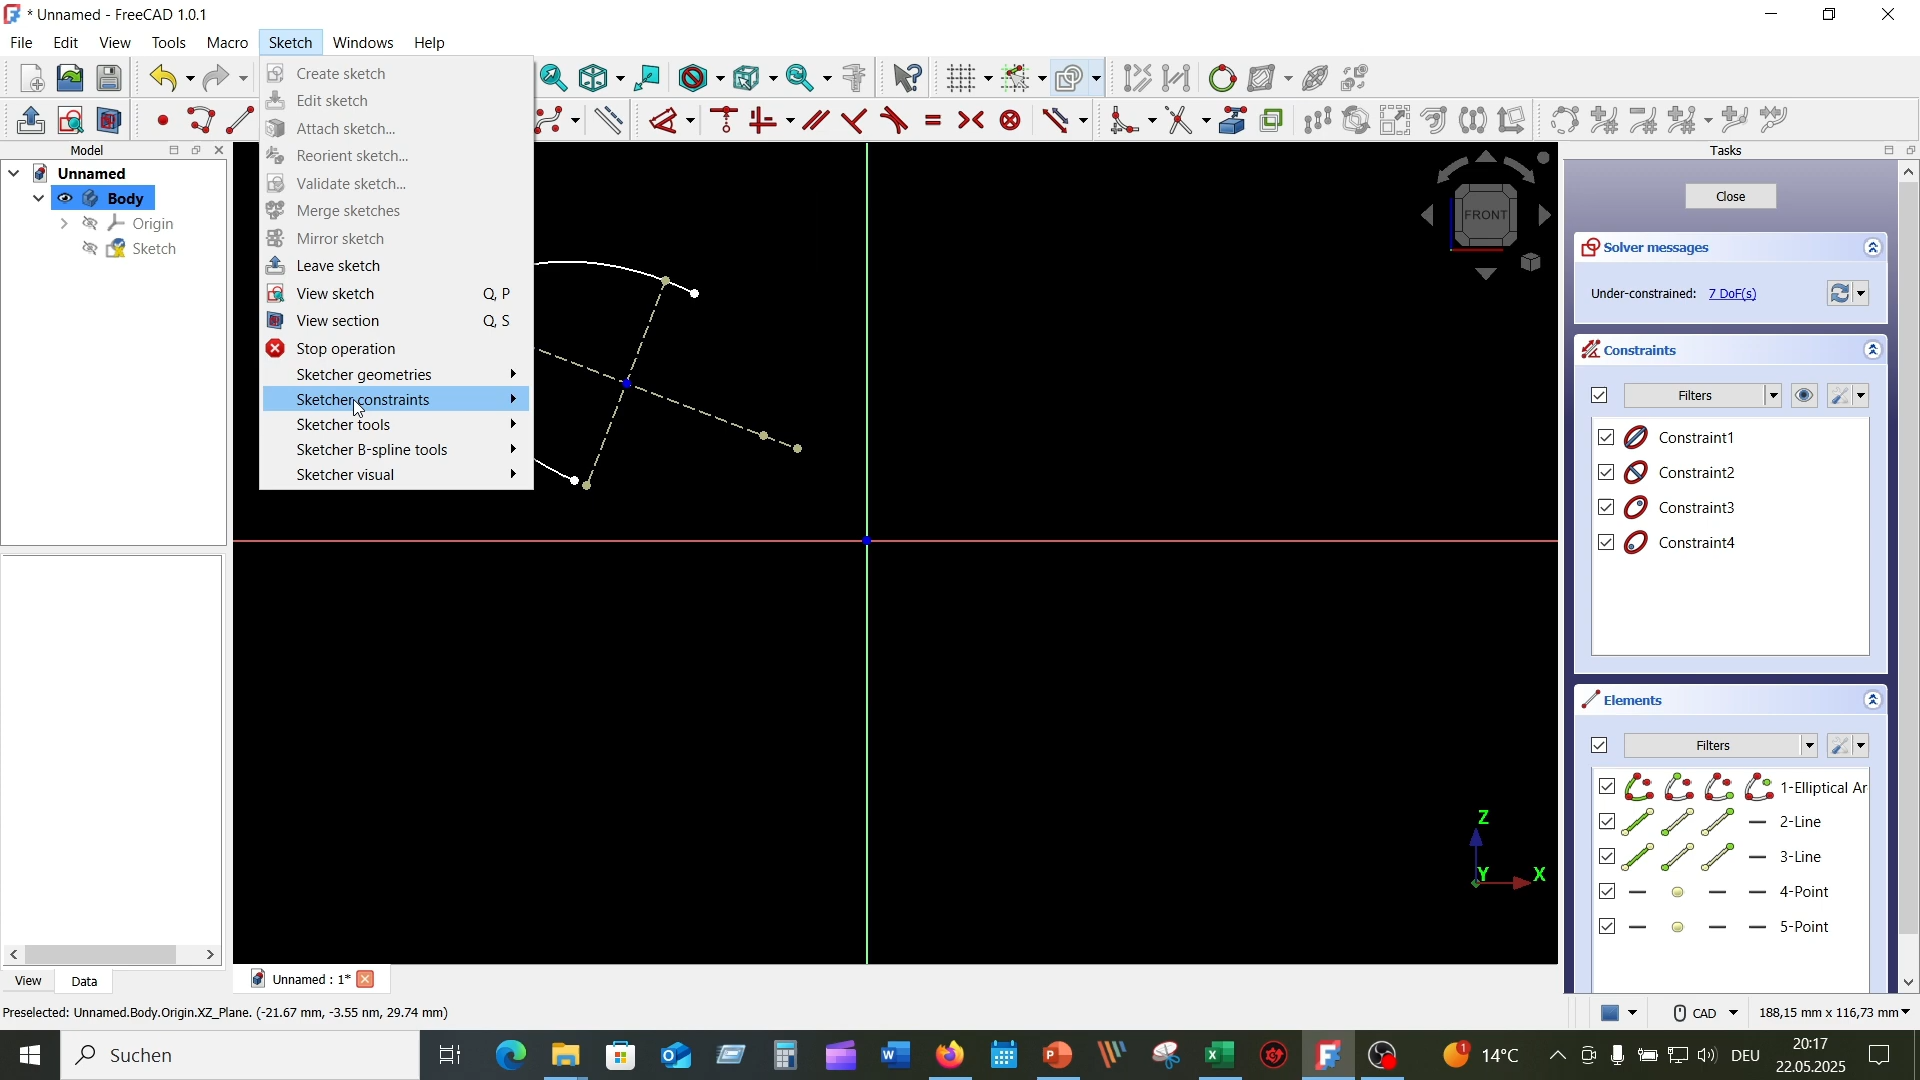 * Unnamed - FreeCAD 1.0.1
File Edit View Tools Macro Sketch Windows Help
Create sketch
Edit sketch
Attach sketch...
Reorient sketch...
Validate sketch...
Merge sketches
Mirror sketch
Leave sketch
View sketch Q, P
View section Q, S
Stop operation
Sketcher geometries
Sketcher constraints
Sketcher tools
Sketcher B-spline tools
Sketcher visual
Model
Unnamed
Body
Origin
Sketch
View Data
FRONT
Z
Y
X
Unnamed : 1*
Tasks
Close
Solver messages
Under-constrained: 7 DoF(s)
Constraints
Filters
Constraint1
Constraint2
Constraint3
Constraint4
Elements
Filters
1-Elliptical Ar
2-Line
3-Line
4-Point
5-Point
Preselected: Unnamed.Body.Origin.XZ_Plane. (-21.67 mm, -3.55 nm, 29.74 mm)
CAD 188,15 mm x 116,73 mm
Suchen
1
14°C
DEU
20:17
22.05.2025